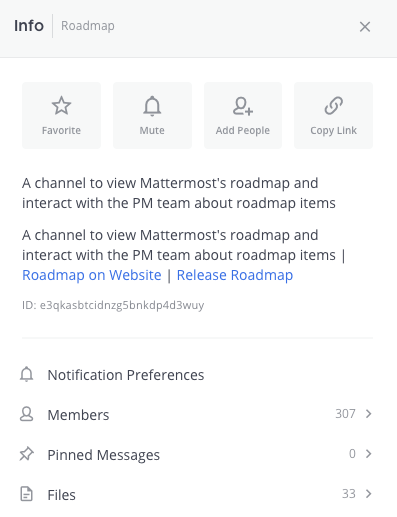 Info Roadmap
Favorite Mute Add People Copy Link
A channel to view Mattermost's roadmap and
interact with the PM team about roadmap items
A channel to view Mattermost's roadmap and
interact with the PM team about roadmap items |
Roadmap on Website | Release Roadmap
ID: e3qkasbtcidnzg5bnkdp4d3wuy
Notification Preferences
Members 307
Pinned Messages 0
Files 33